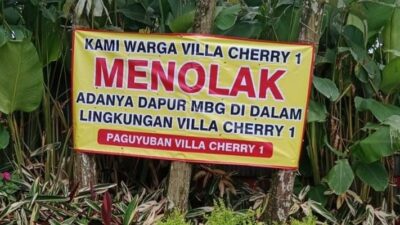 KAMI WARGA VILLA CHERRY 1
MENOLAK
ADANYA DAPUR MBG DI DALAM
LINGKUNGAN VILLA CHERRY 1
PAGUYUBAN VILLA CHERRY 1